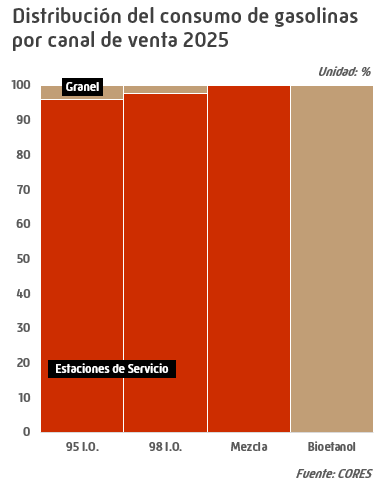 Distribución del consumo de gasolinas
por canal de venta 2025
Unidad: %
100
Granel
90
80
70
60
50
40
30
20
Estaciones de Servicio
10
0
95 I.O.
98 I.O.
Mezcla
Bioetanol
Fuente: CORES